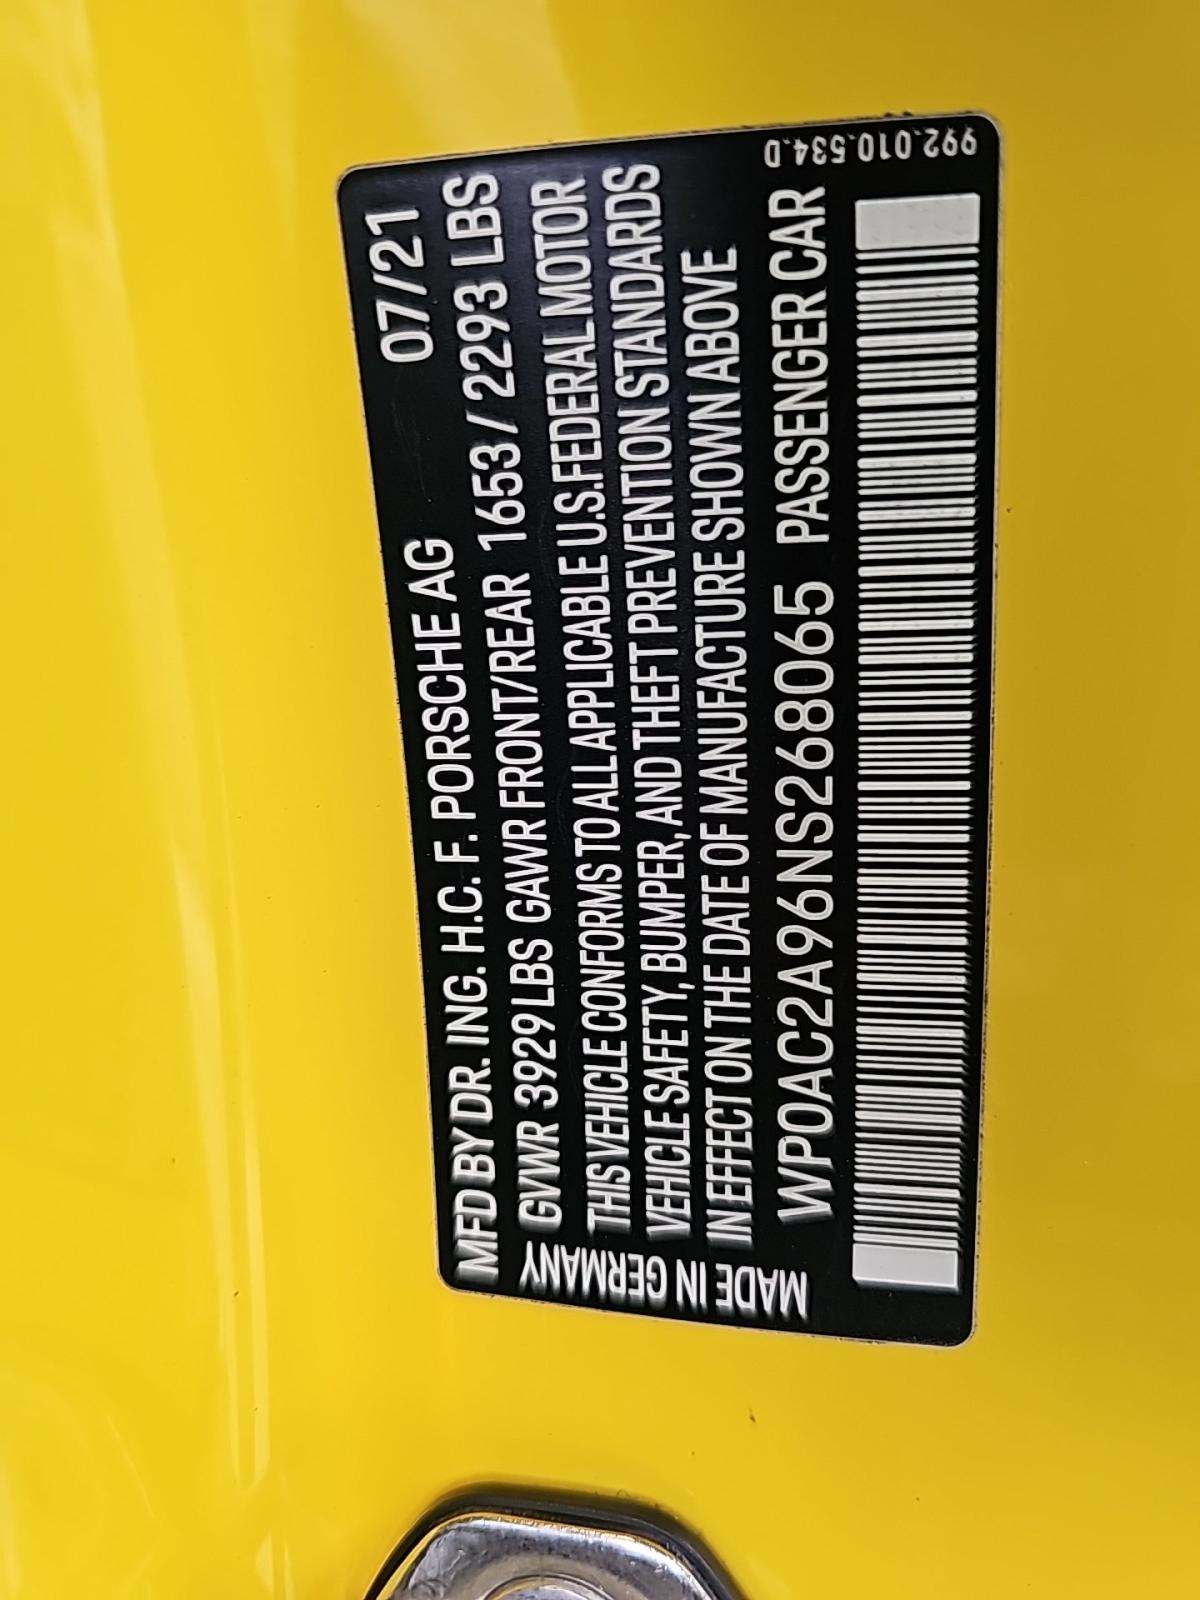 MFD BY DR. ING. H.C. F. PORSCHE AG 07/21
GVWR 3929 LBS GAWR FRONT/REAR 1653 / 2293 LBS
THIS VEHICLE CONFORMS TO ALL APPLICABLE U.S. FEDERAL MOTOR
VEHICLE SAFETY, BUMPER, AND THEFT PREVENTION STANDARDS
IN EFFECT ON THE DATE OF MANUFACTURE SHOWN ABOVE
WP0AC2A96NS268065 PASSENGER CAR
MADE IN GERMANY
992.010.534.D